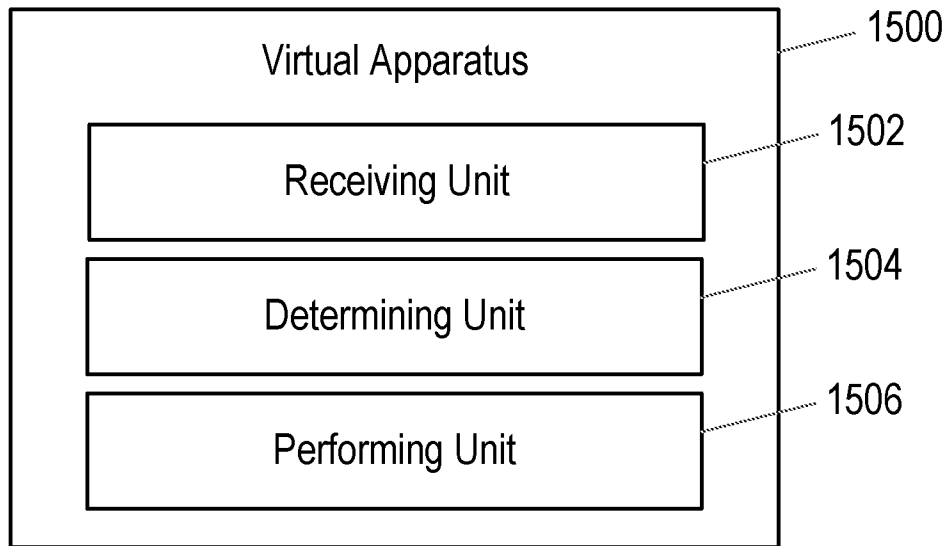 1500
Virtual Apparatus
1502
Receiving Unit
1504
Determining Unit
1506
Performing Unit